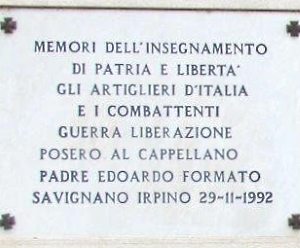 MEMORI DELL'INSEGNAMENTO
DI PATRIA E LIBERTA'
GLI ARTIGLIERI D'ITALIA
E I COMBATTENTI
GUERRA LIBERAZIONE
POSERO AL CAPPELLANO
PADRE EDOARDO FORMATO
SAVIGNANO IRPINO 29-11-1992